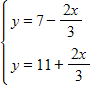 y = 7 − 2x/3
y = 11 + 2x/3